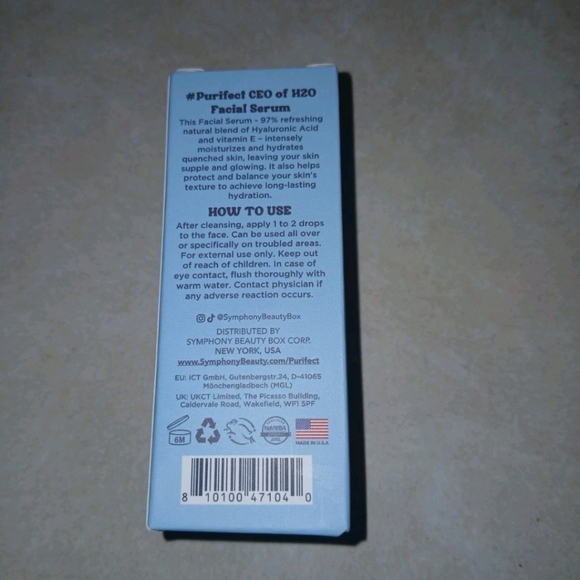 #Purifect CEO of H2O
Facial Serum
This Facial Serum - 97% refreshing
natural blend of Hyaluronic Acid
and vitamin E - intensely
moisturizes and hydrates
quenched skin, leaving your skin
supple and glowing. It also helps
protect and balance your skin's
texture to achieve long-lasting
hydration.
HOW TO USE
After cleansing, apply 1 to 2 drops
to the face. Can be used all over
or specifically on troubled areas.
For external use only. Keep out
of reach of children. In case of
eye contact, flush thoroughly with
warm water. Contact physician if
any adverse reaction occurs.
@SymphonyBeautyBox
DISTRIBUTED BY
SYMPHONY BEAUTY BOX CORP.
NEW YORK, USA
www.SymphonyBeauty.com/Purifect
EU: ICT GmbH, Gutenbergstr.24, D-41065
Mönchengladbach (MGL)
UK: UKCT Limited, The Picasso Building,
Caldervale Road, Wakefield, WF1 5PF
6M
MADE IN U.S.A
8 10100 47104 0